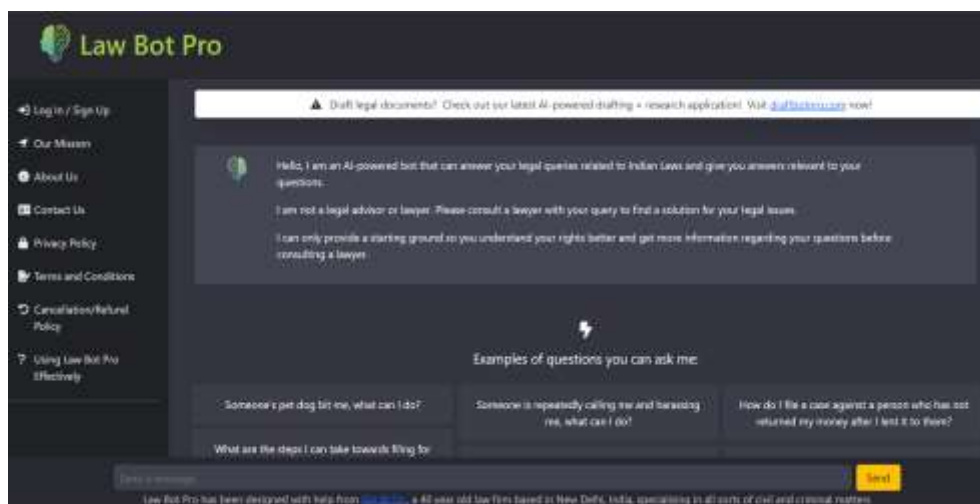 Law Bot Pro
Draft legal documents? Check out our latest AI-powered drafting + research application! Visit now!
Log In / Sign Up
Our Mission
About Us
Contact Us
Privacy Policy
Terms and Conditions
Cancellation/Refund
Policy
Using Law Bot Pro
Effectively
Hello, I am an AI-powered bot that can answer your legal queries related to Indian Laws and give you answers relevant to your
questions.
I am not a legal advisor or lawyer. Please consult a lawyer with your query to find a solution for your legal issues.
I can only provide a starting ground so you understand your rights better and get more information regarding your questions before
consulting a lawyer.
Examples of questions you can ask me:
Someone's pet dog bit me, what can I do?
Someone is repeatedly calling me and harassing
me, what can I do?
How do I file a case against a person who has not
returned my money after I lent it to them?
What are the steps I can take towards filing for
Send a message
Send
Law Bot Pro has been designed with help from a 40 year old law firm based in New Delhi, India, specialising in all sorts of civil and criminal matters